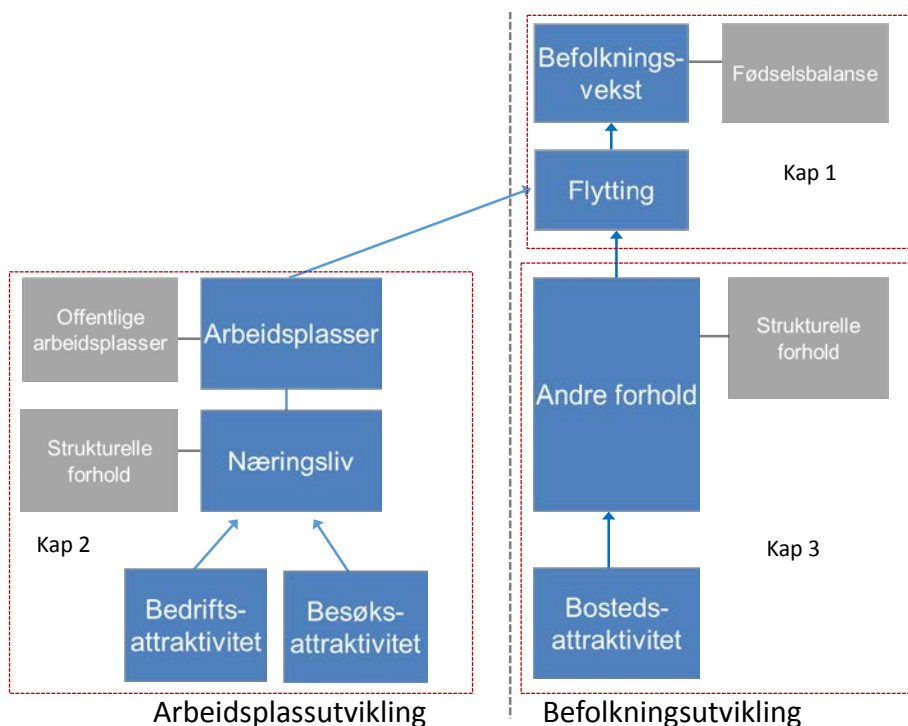 Befolknings-
vekst
Fødselsbalanse
Kap 1
Flytting
Offentlige
arbeidsplasser
Arbeidsplasser
Strukturelle
forhold
Næringsliv
Kap 2
Bedrifts-
attraktivitet
Besøks-
attraktivitet
Arbeidsplassutvikling
Andre forhold
Strukturelle
forhold
Kap 3
Bosteds-
attraktivitet
Befolkningsutvikling